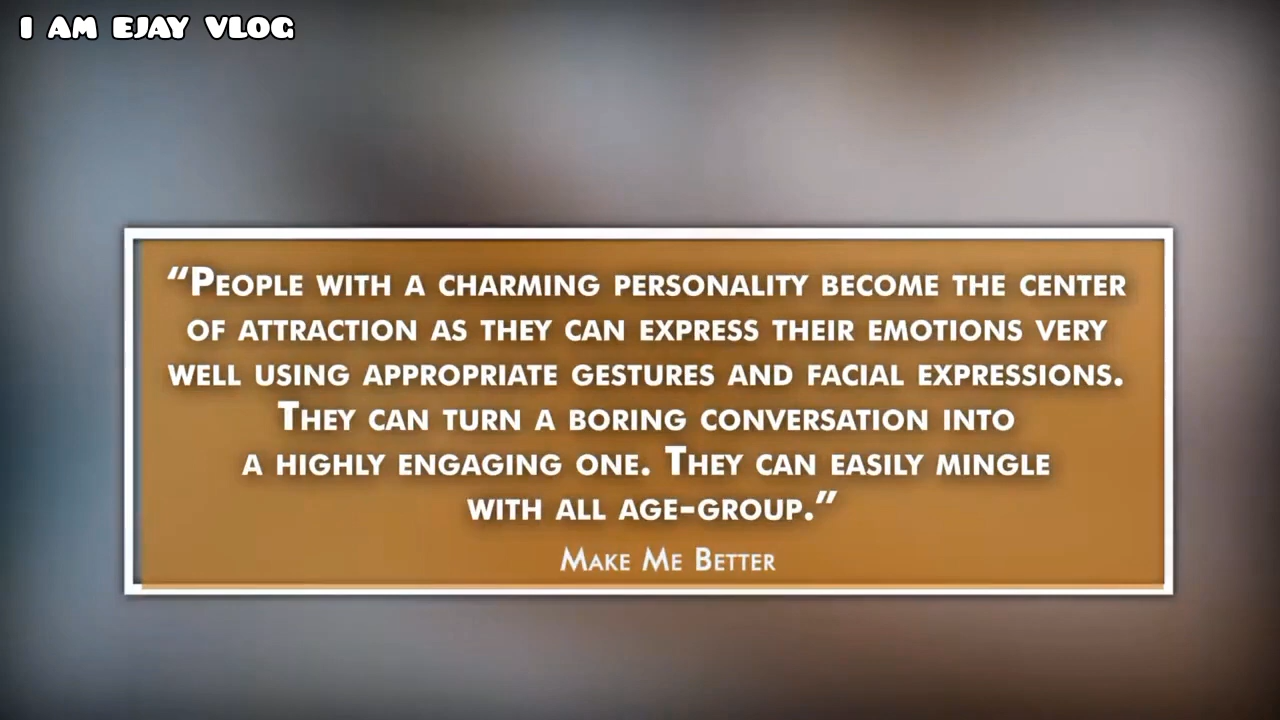 I AM EJAY VLOG
“PEOPLE WITH A CHARMING PERSONALITY BECOME THE CENTER
OF ATTRACTION AS THEY CAN EXPRESS THEIR EMOTIONS VERY
WELL USING APPROPRIATE GESTURES AND FACIAL EXPRESSIONS.
THEY CAN TURN A BORING CONVERSATION INTO
A HIGHLY ENGAGING ONE. THEY CAN EASILY MINGLE
WITH ALL AGE-GROUP.”
MAKE ME BETTER